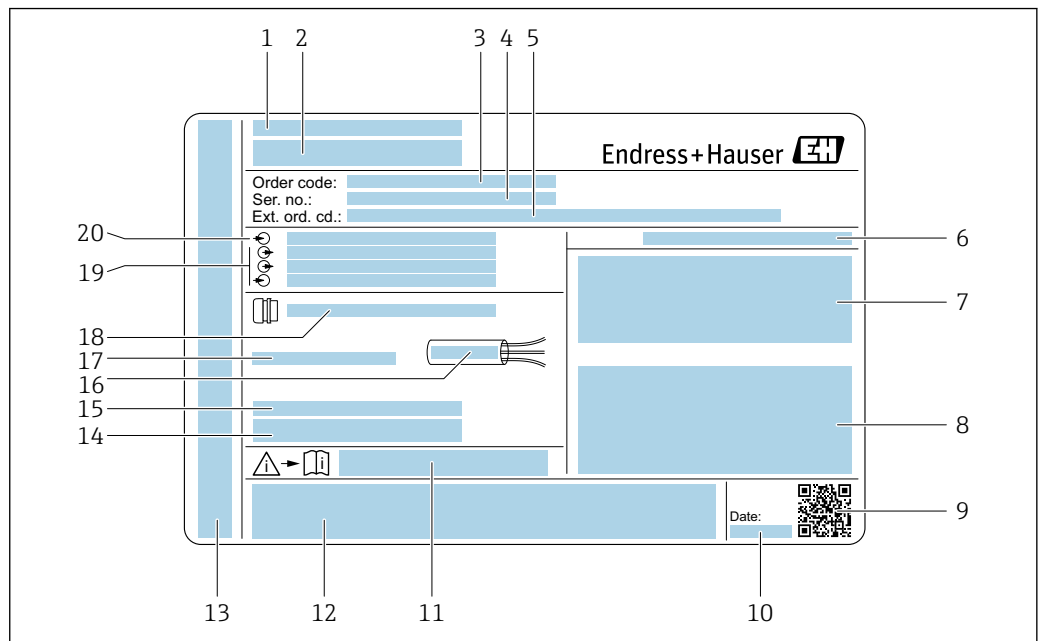 1 2 3 4 5
Endress+Hauser EH
Order code:
Ser. no.:
Ext. ord. cd.:
20
19
6
7
18
17
16
15
14
8
i i
Date:
9
13 12 11 10